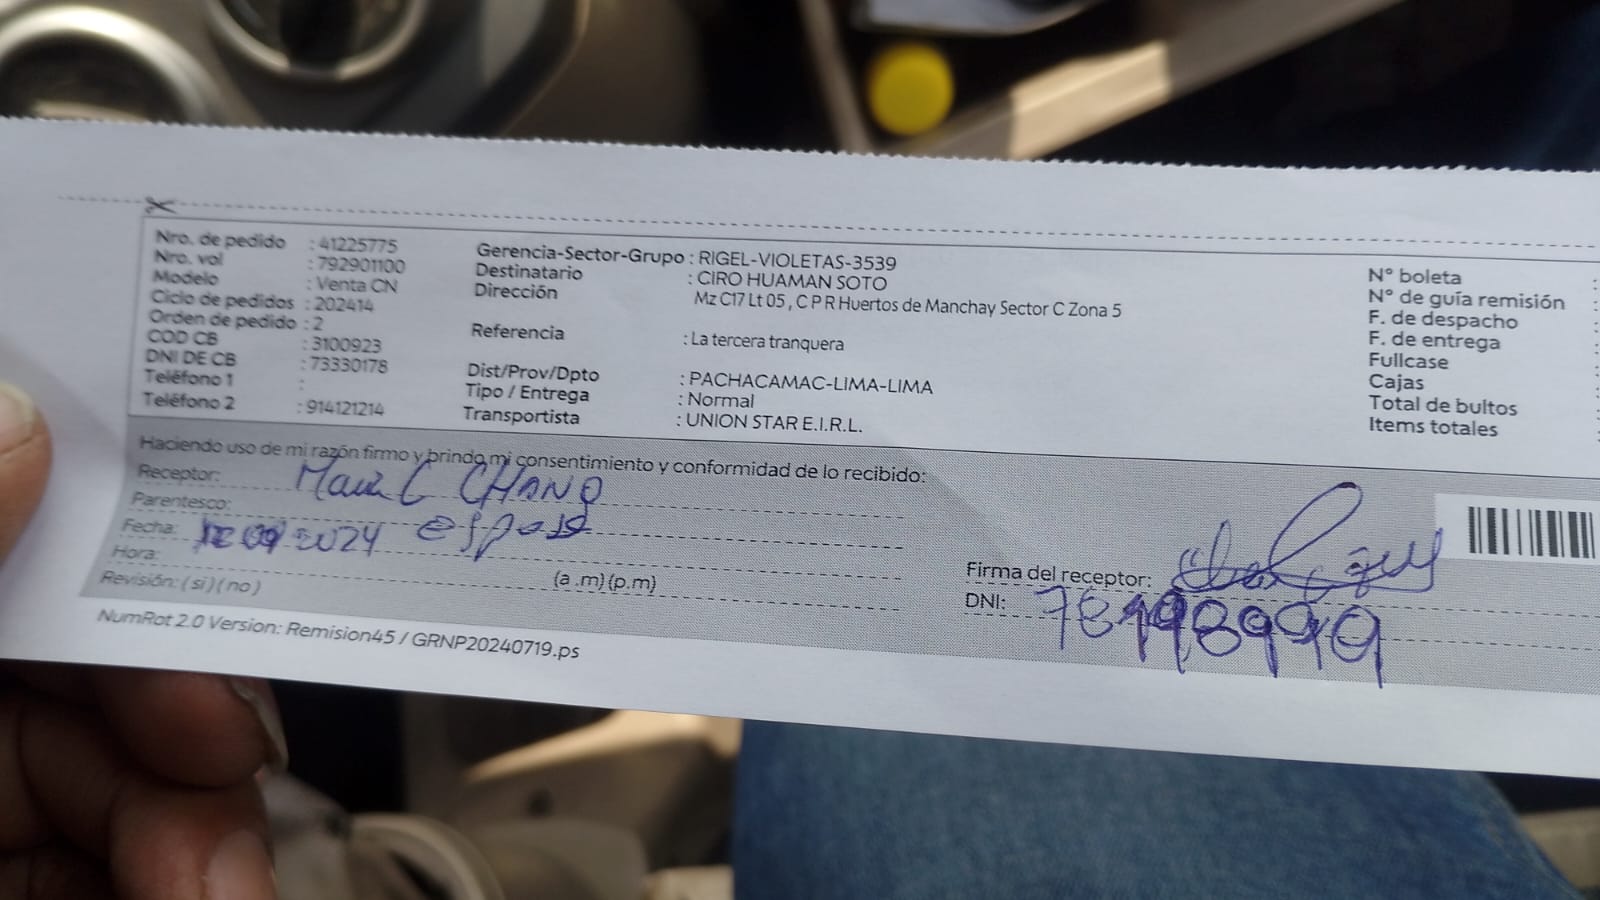 Nro. de pedido : 41225775
Nro. vol : 792901100
Modelo : Venta CN
Ciclo de pedidos : 202414
Orden de pedido : 2
COD CB : 3100923
DNI DE CB : 73330178
Teléfono 1 :
Teléfono 2 : 914121214
Gerencia-Sector-Grupo : RIGEL-VIOLETAS-3539
Destinatario : CIRO HUAMAN SOTO
Dirección Mz C17 Lt 05 , C P R Huertos de Manchay Sector C Zona 5
Referencia : La tercera tranquera
Dist/Prov/Dpto : PACHACAMAC-LIMA-LIMA
Tipo / Entrega : Normal
Transportista : UNION STAR E.I.R.L.
N° boleta :
N° de guía remisión :
F. de despacho :
F. de entrega :
Fullcase :
Cajas
Total de bultos
Items totales :
Haciendo uso de mi razón firmo y brindo mi consentimiento y conformidad de lo recibido:
Receptor: C CHANQ
Parentesco: esposa
Fecha: 12 09 2024
Hora: (a .m) (p.m)
Revisión: ( si ) ( no )
Firma del receptor:
DNI:
NumRot 2.0 Version: Remision45 / GRNP20240719.ps